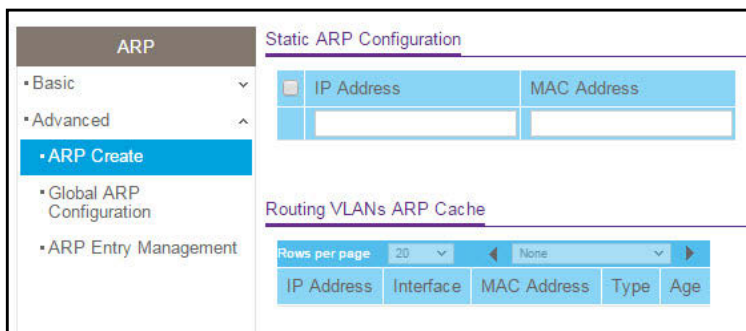 ARP
Basic
Advanced
ARP Create
Global ARP
Configuration
ARP Entry Management
Static ARP Configuration
IP Address MAC Address
Routing VLANs ARP Cache
Rows per page 20 None
IP Address Interface MAC Address Type Age